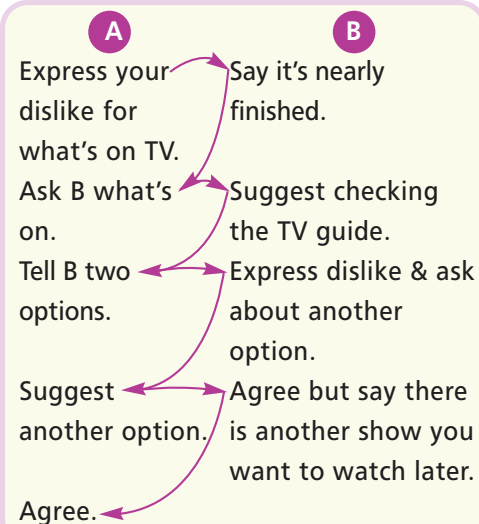 A
B
Express your
dislike for
what's on TV.
Say it's nearly
finished.
Ask B what's
on.
Suggest checking
the TV guide.
Tell B two
options.
Express dislike & ask
about another
option.
Suggest
another option.
Agree but say there
is another show you
want to watch later.
Agree.